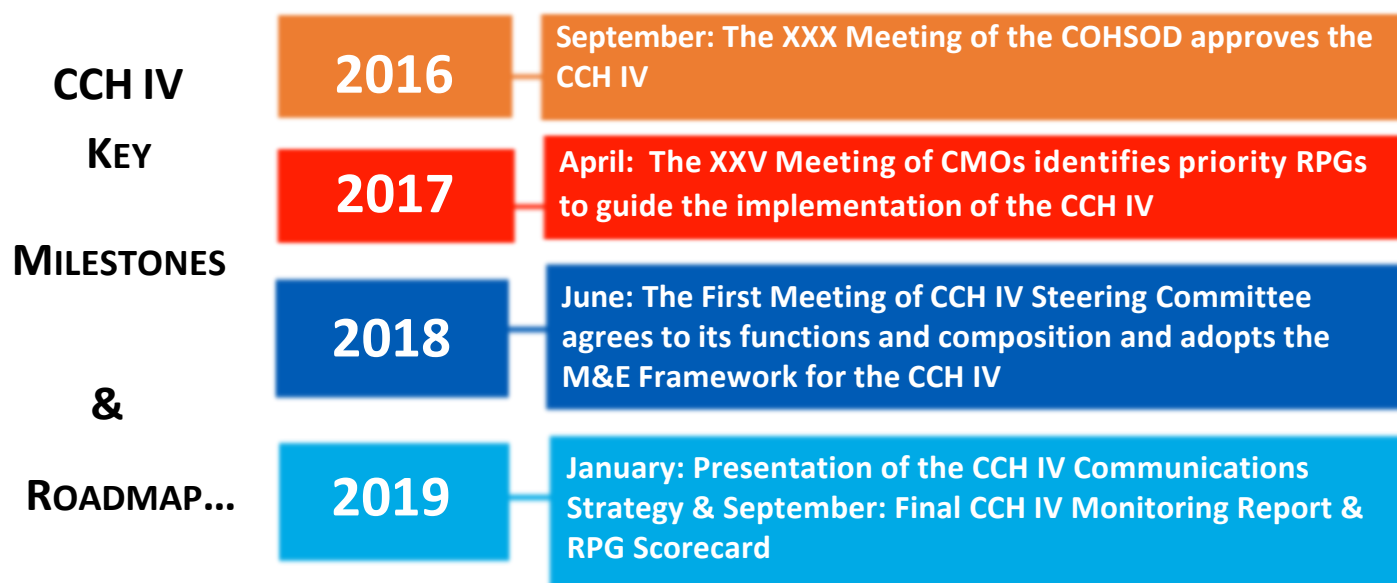 CCH IV
KEY
MILESTONES
&
ROADMAP...
2016
September: The XXX Meeting of the COHSOD approves the
CCH IV
2017
April:  The XXV Meeting of CMOs identifies priority RPGs
to guide the implementation of the CCH IV
2018
June: The First Meeting of CCH IV Steering Committee
agrees to its functions and composition and adopts the
M&E Framework for the CCH IV
2019
January: Presentation of the CCH IV Communications
Strategy & September: Final CCH IV Monitoring Report &
RPG Scorecard